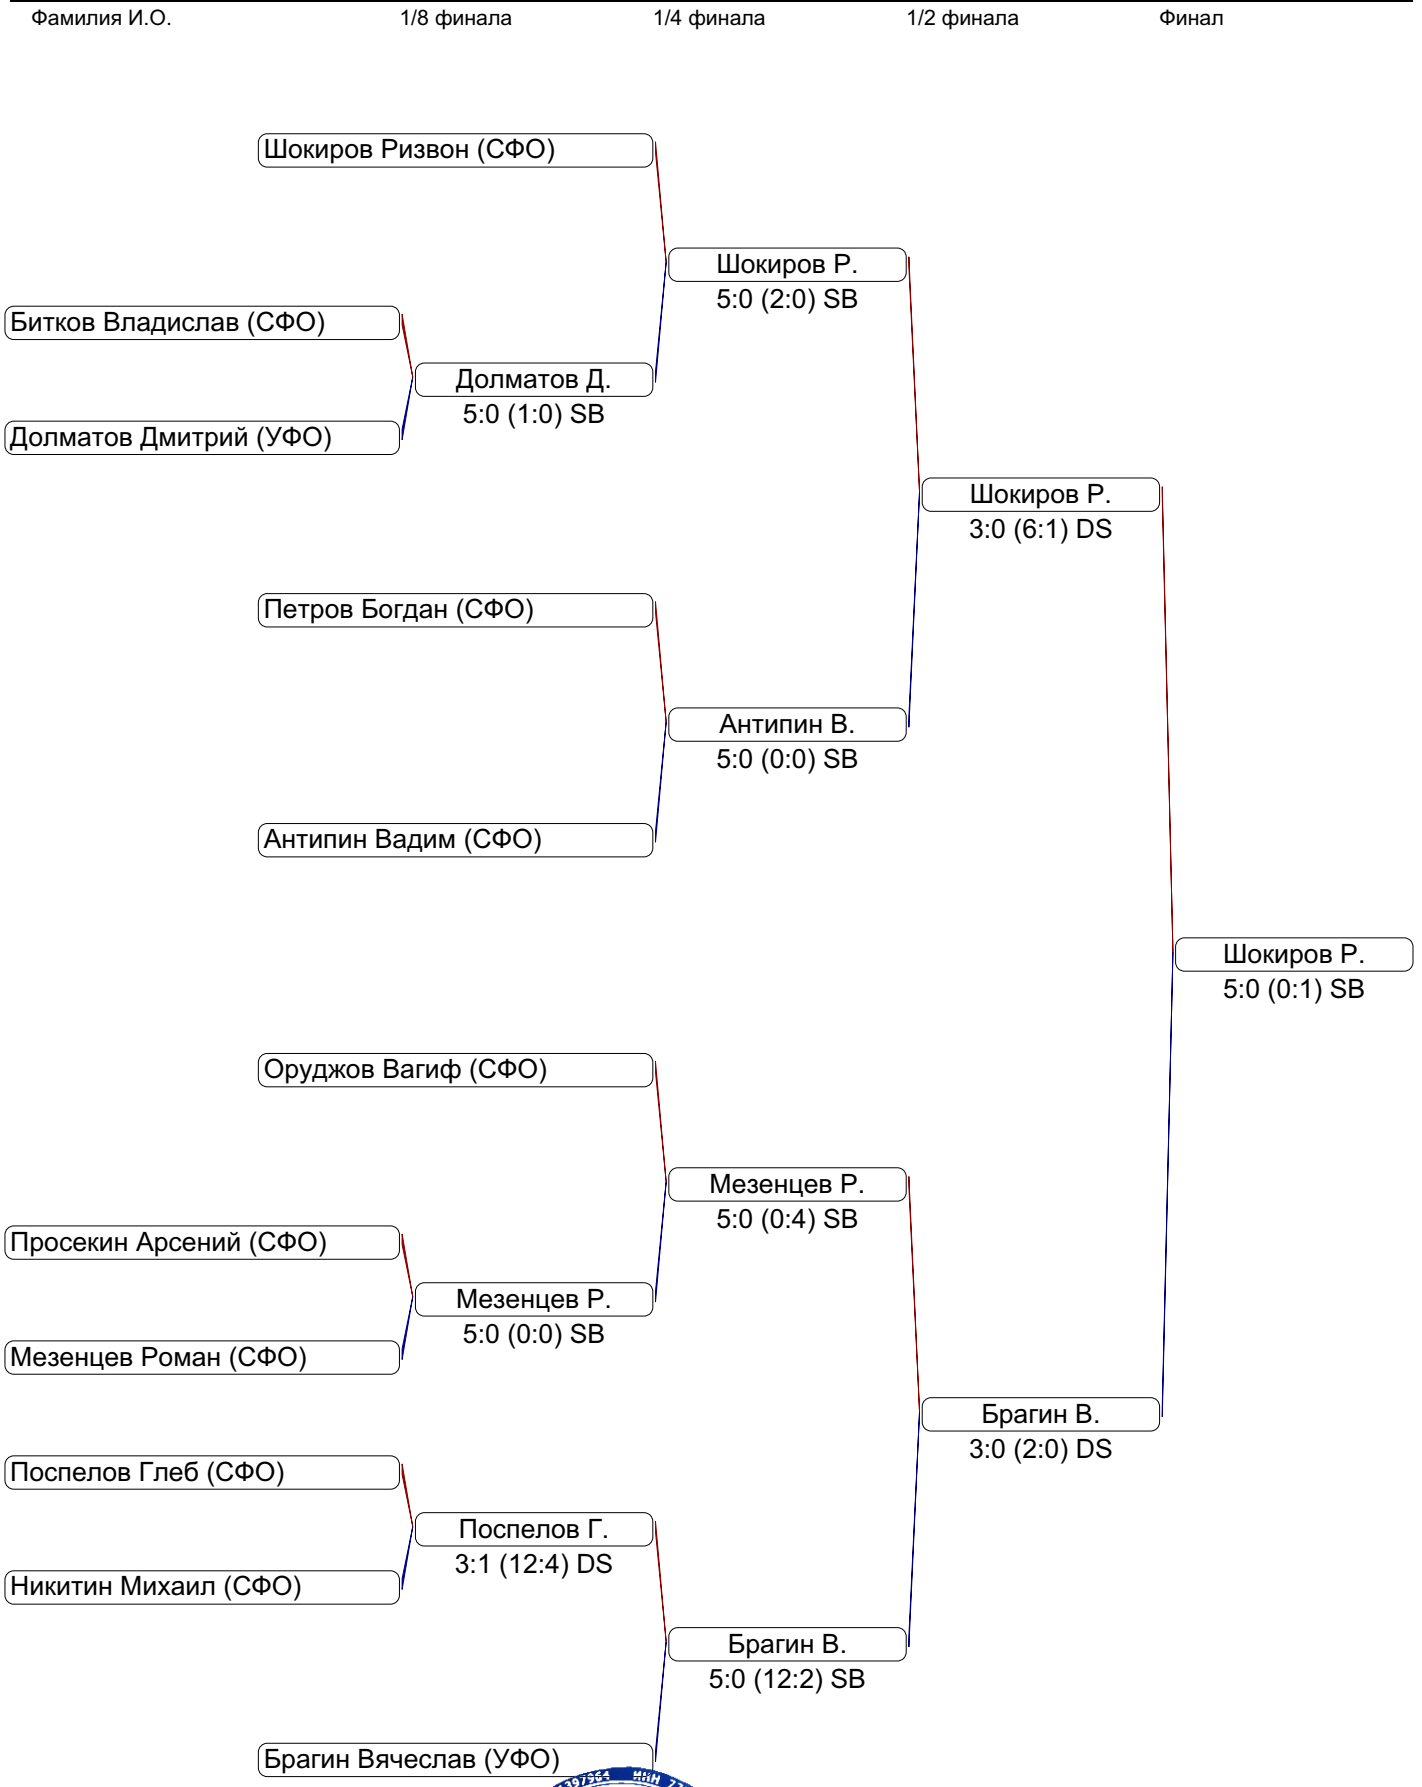 Фамилия И.О. 1/8 финала 1/4 финала 1/2 финала Финал
Шокиров Ризвон (СФО)
Шокиров Р.
5:0 (2:0) SB
Битков Владислав (СФО)
Долматов Д.
5:0 (1:0) SB
Долматов Дмитрий (УФО)
Шокиров Р.
3:0 (6:1) DS
Петров Богдан (СФО)
Антипин В.
5:0 (0:0) SB
Антипин Вадим (СФО)
Шокиров Р.
5:0 (0:1) SB
Оруджов Вагиф (СФО)
Мезенцев Р.
5:0 (0:4) SB
Просекин Арсений (СФО)
Мезенцев Р.
5:0 (0:0) SB
Мезенцев Роман (СФО)
Брагин В.
3:0 (2:0) DS
Поспелов Глеб (СФО)
Поспелов Г.
3:1 (12:4) DS
Никитин Михаил (СФО)
Брагин В.
5:0 (12:2) SB
Брагин Вячеслав (УФО)
397964 ИНН